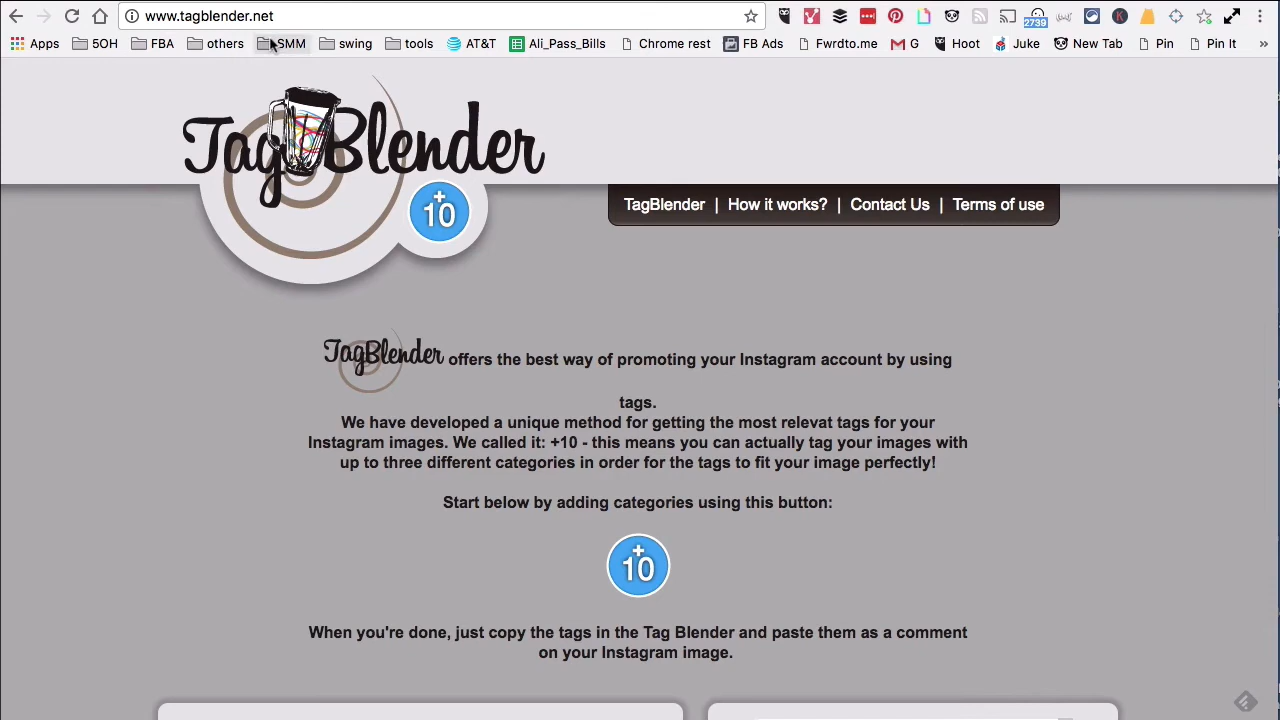 www.tagblender.net
2739
Apps 5OH FBA others SMM swing tools AT&T Ali_Pass_Bills Chrome rest FB Ads Fwrdto.me G Hoot Juke New Tab Pin Pin It »
TagBlender
+10
TagBlender | How it works? | Contact Us | Terms of use
TagBlender offers the best way of promoting your Instagram account by using
tags.
We have developed a unique method for getting the most relevat tags for your
Instagram images. We called it: +10 - this means you can actually tag your images with
up to three different categories in order for the tags to fit your image perfectly!
Start below by adding categories using this button:
+10
When you're done, just copy the tags in the Tag Blender and paste them as a comment
on your Instagram image.